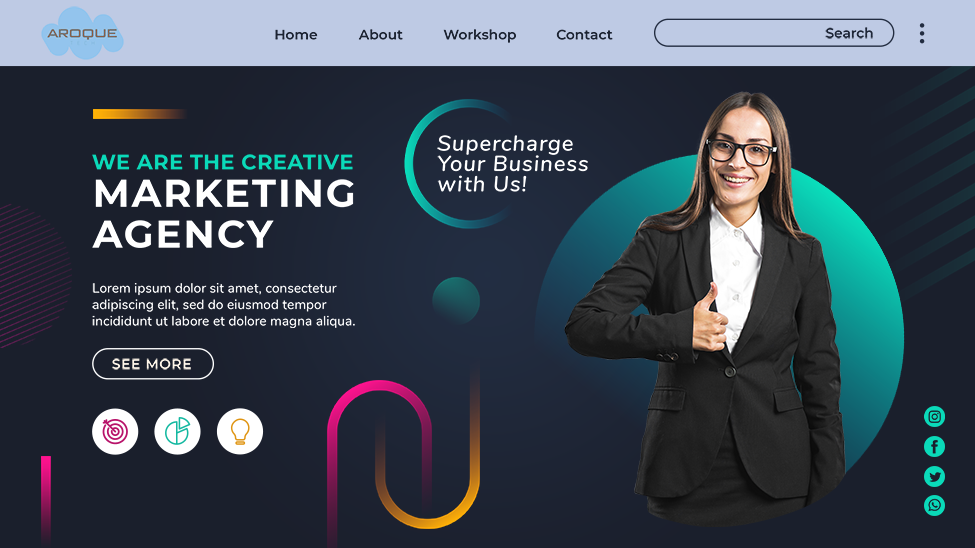 AROQUE
Home About Workshop Contact Search
WE ARE THE CREATIVE
MARKETING
AGENCY
Supercharge
Your Business
with Us!
Lorem ipsum dolor sit amet, consectetur
adipiscing elit, sed do eiusmod tempor
incididunt ut labore et dolore magna aliqua.
SEE MORE